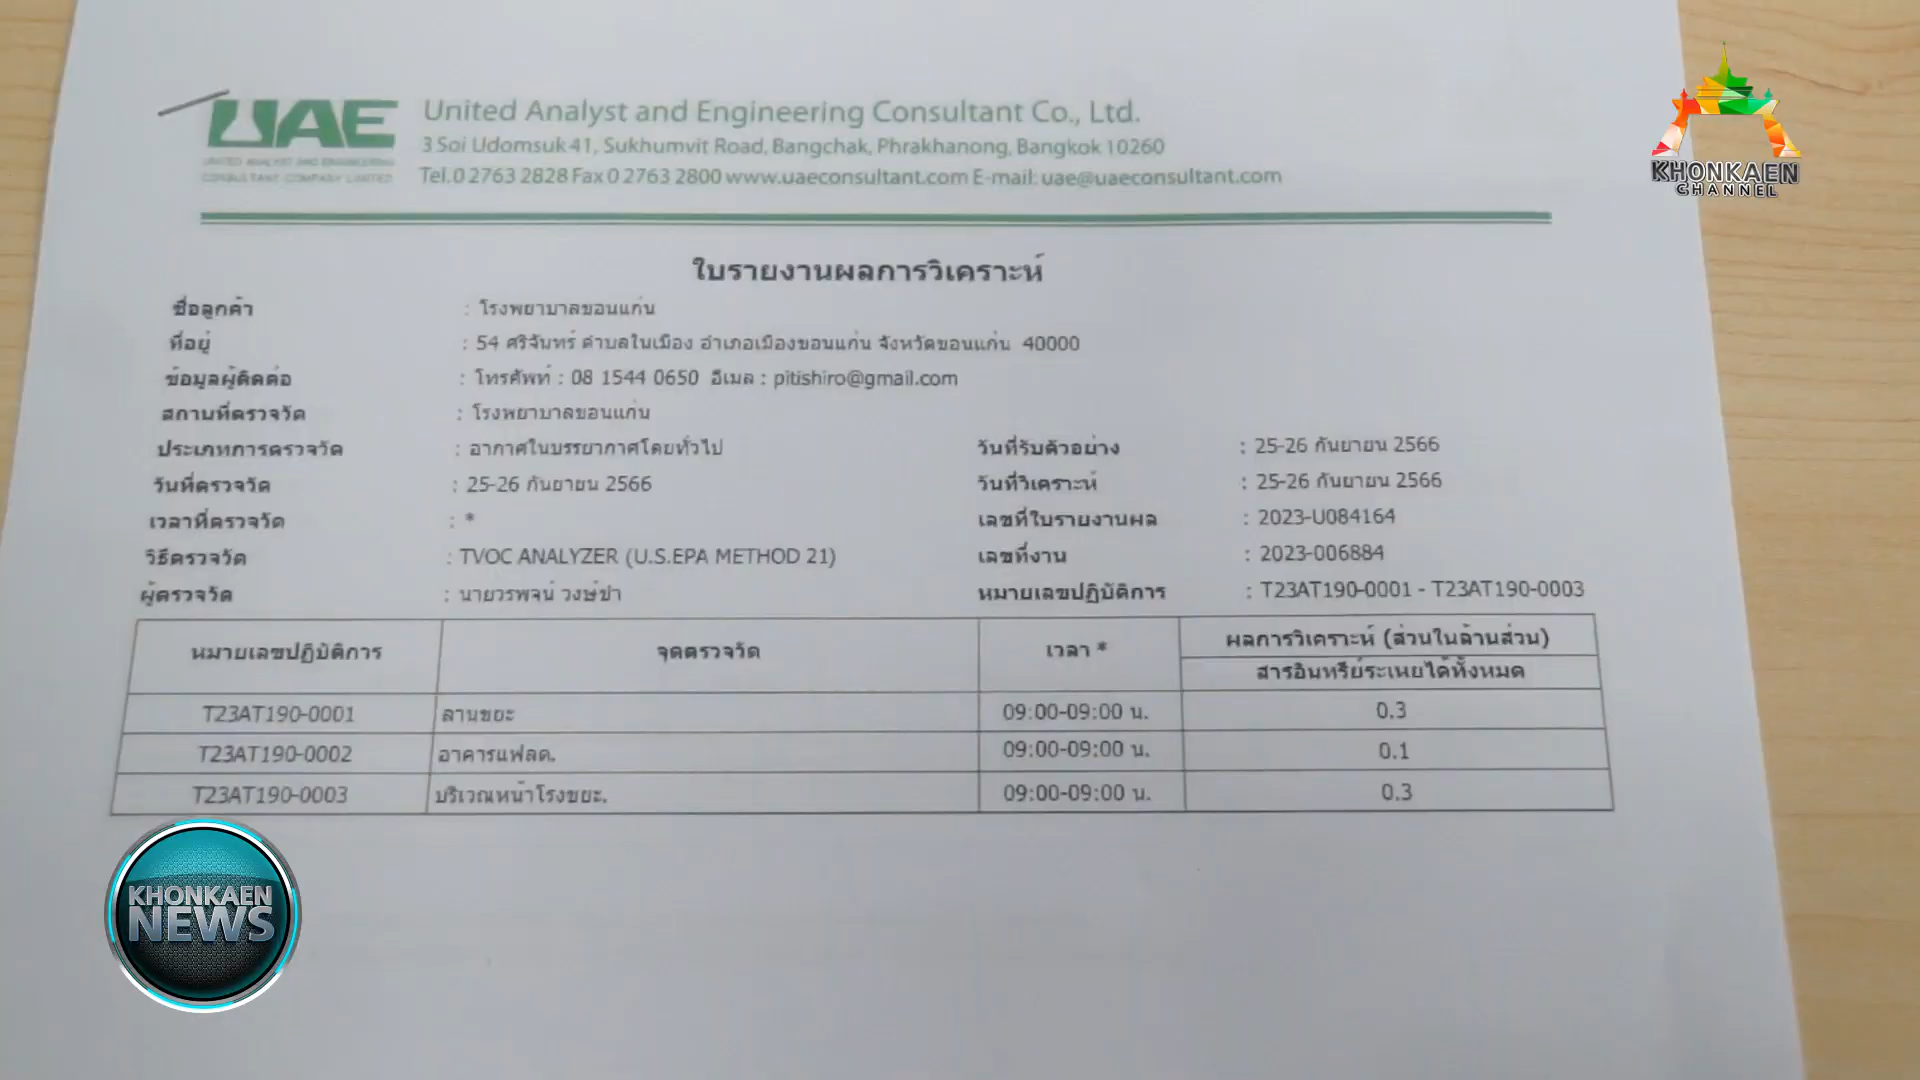 UAE
UNITED ANALYST AND ENGINEERING
CONSULTANT COMPANY LIMITED
United Analyst and Engineering Consultant Co., Ltd.
3 Soi Udomsuk 41, Sukhumvit Road, Bangchak, Phrakhanong, Bangkok 10260
Tel. 0 2763 2828 Fax 0 2763 2800 www.uaeconsultant.com E-mail: uae@uaeconsultant.com
KHONKAEN
CHANNEL
ใบรายงานผลการวิเคราะห์
ชื่อลูกค้า : โรงพยาบาลขอนแก่น
ที่อยู่ : 54 ศรีจันทร์ ตำบลในเมือง อำเภอเมืองขอนแก่น จังหวัดขอนแก่น 40000
ข้อมูลผู้ติดต่อ : โทรศัพท์ : 08 1544 0650 อีเมล : pitishiro@gmail.com
สถานที่ตรวจวัด : โรงพยาบาลขอนแก่น
ประเภทการตรวจวัด : อากาศในบรรยากาศโดยทั่วไป วันที่รับตัวอย่าง : 25-26 กันยายน 2566
วันที่ตรวจวัด : 25-26 กันยายน 2566 วันที่วิเคราะห์ : 25-26 กันยายน 2566
เวลาที่ตรวจวัด : * เลขที่ใบรายงานผล : 2023-U084164
วิธีตรวจวัด : TVOC ANALYZER (U.S.EPA METHOD 21) เลขที่งาน : 2023-006884
ผู้ตรวจวัด : นายวรพจน์ วงษ์ขำ หมายเลขปฏิบัติการ : T23AT190-0001 - T23AT190-0003
หมายเลขปฏิบัติการ จุดตรวจวัด เวลา * ผลการวิเคราะห์ (ส่วนในล้านส่วน)
สารอินทรีย์ระเหยได้ทั้งหมด
T23AT190-0001 ลานขยะ 09:00-09:00 น. 0.3
T23AT190-0002 อาคารแฟลต. 09:00-09:00 น. 0.1
T23AT190-0003 บริเวณหน้าโรงขยะ. 09:00-09:00 น. 0.3
KHONKAEN
NEWS